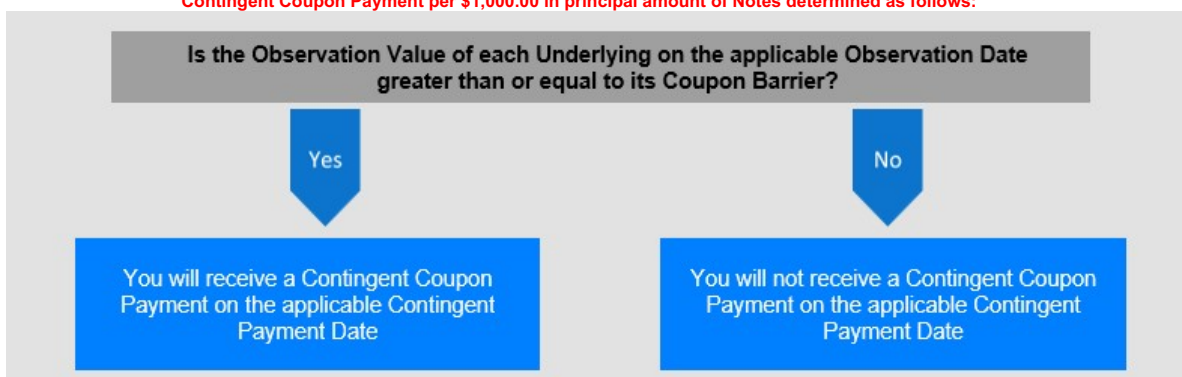 Contingent Coupon Payment per $1,000.00 in principal amount of Notes determined as follows:
Is the Observation Value of each Underlying on the applicable Observation Date
greater than or equal to its Coupon Barrier?
Yes
No
You will receive a Contingent Coupon
Payment on the applicable Contingent
Payment Date
You will not receive a Contingent Coupon
Payment on the applicable Contingent
Payment Date